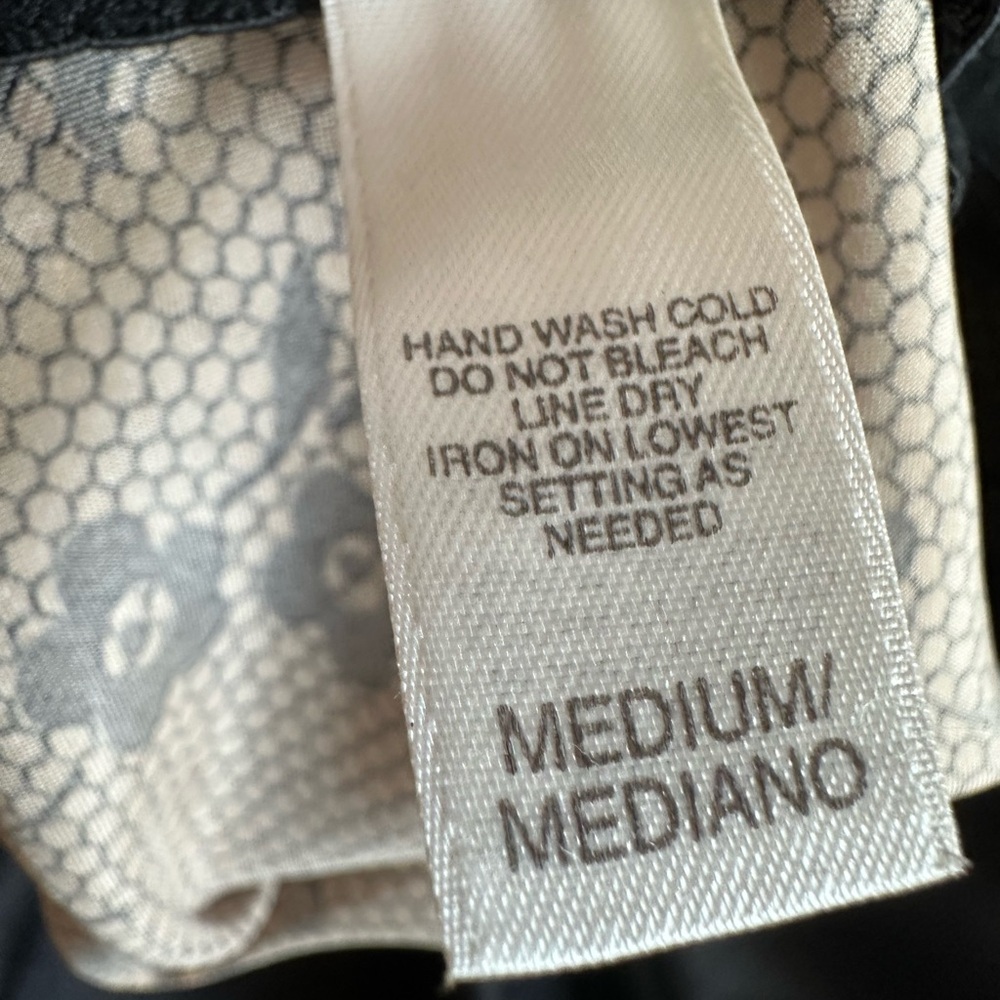 HAND WASH COLD
DO NOT BLEACH
LINE DRY
IRON ON LOWEST
SETTING AS
NEEDED
MEDIUM/
MEDIANO